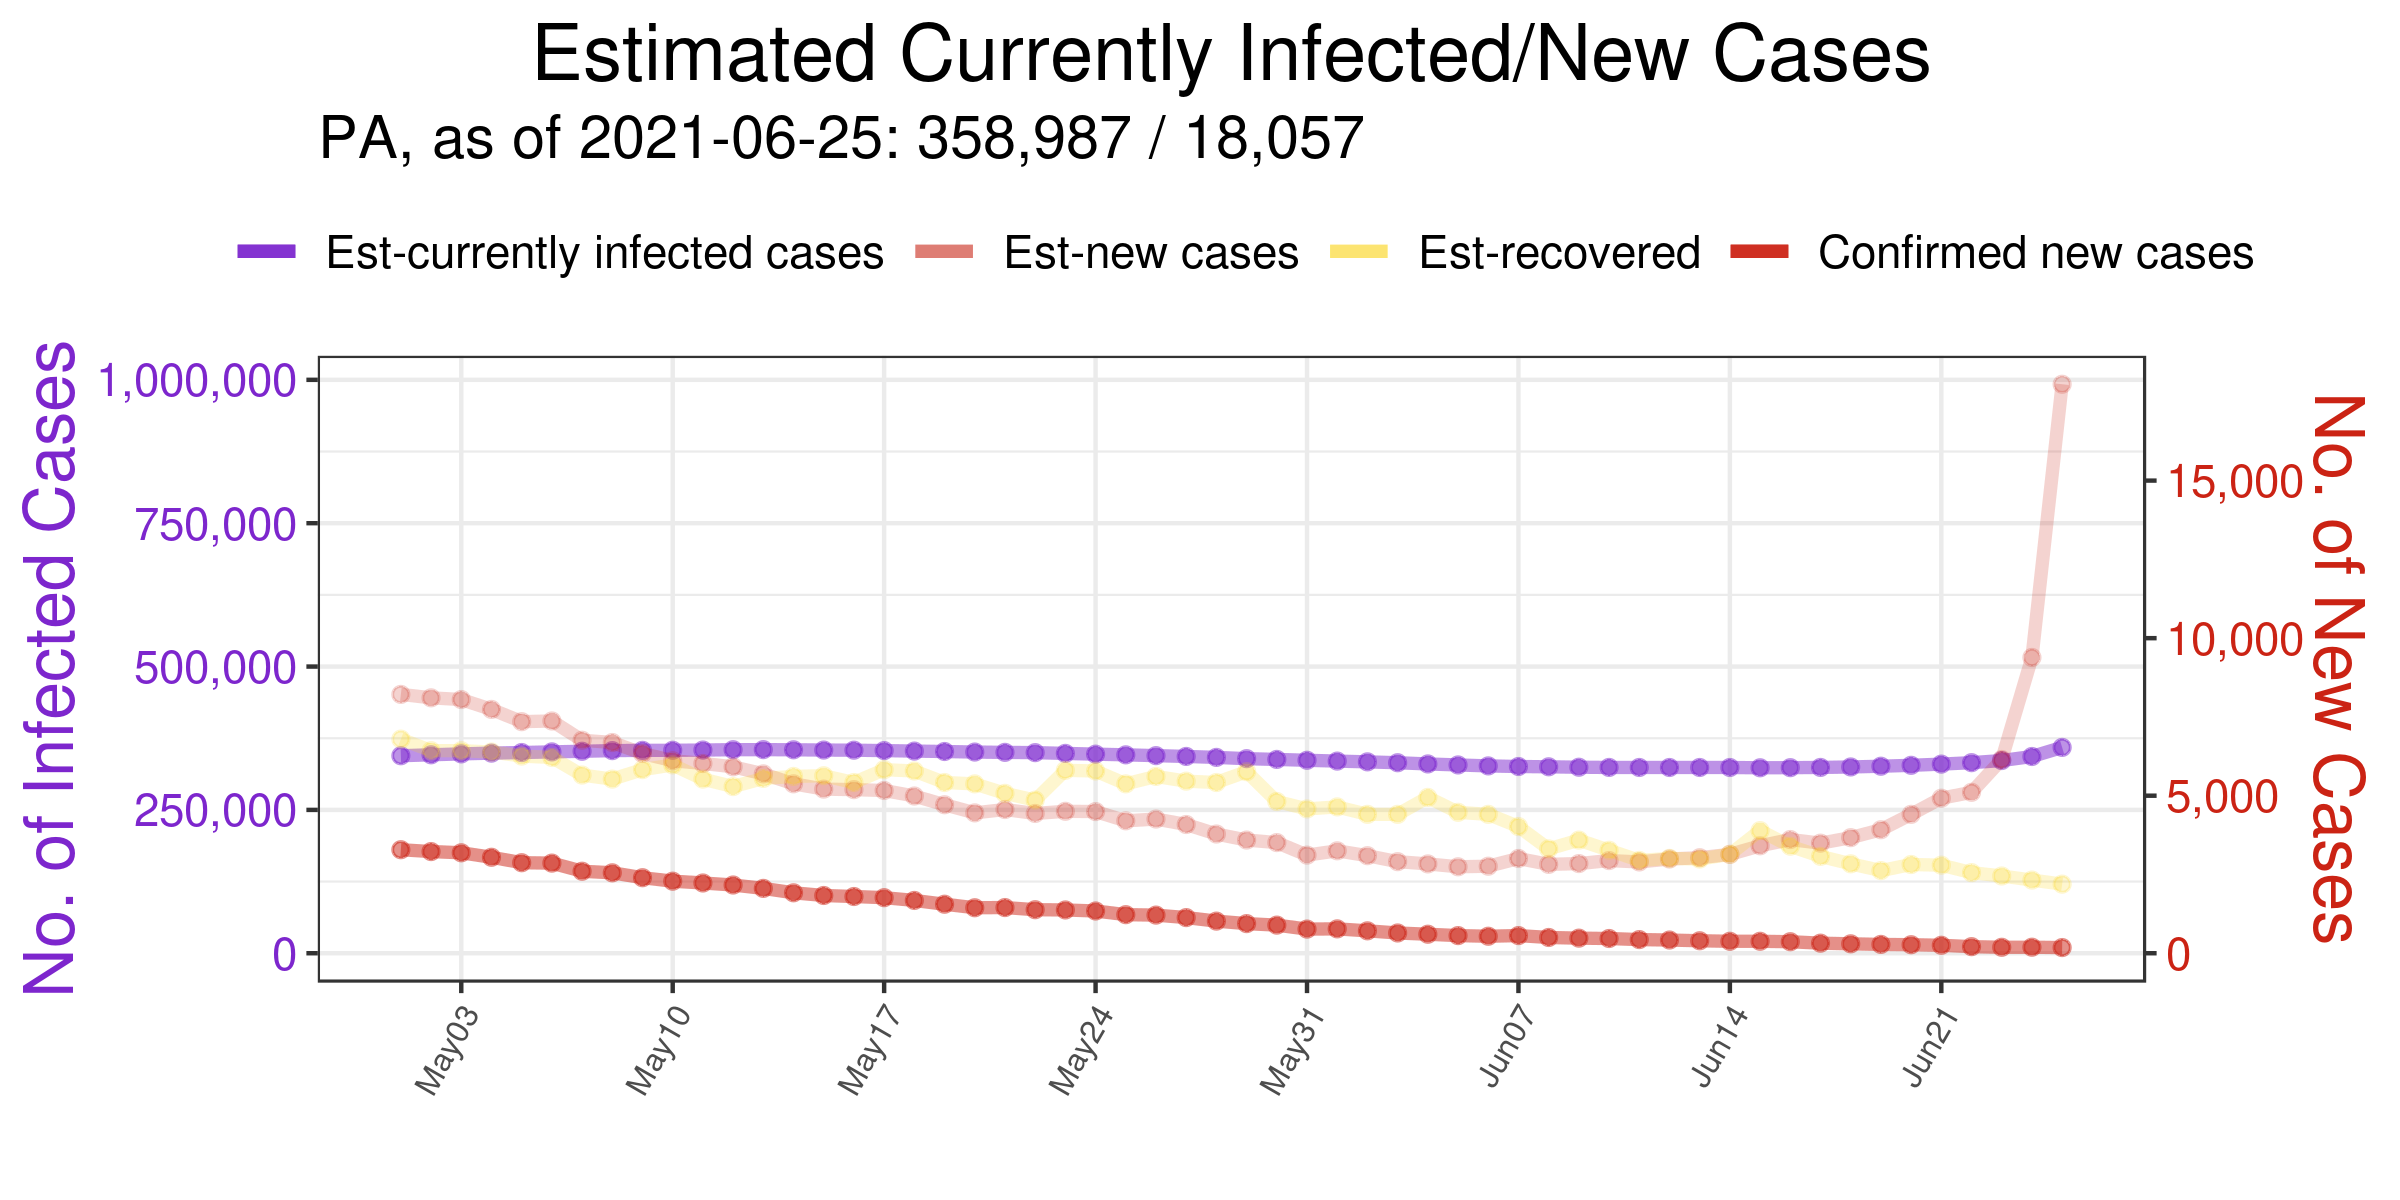 Estimated Currently Infected/New Cases
PA, as of 2021-06-25: 358,987 / 18,057
Est-currently infected cases Est-new cases Est-recovered Confirmed new cases
No. of Infected Cases
1,000,000
750,000
500,000
250,000
0
15,000
10,000
5,000
0
No. of New Cases
May03 May10 May17 May24 May31 Jun07 Jun14 Jun21